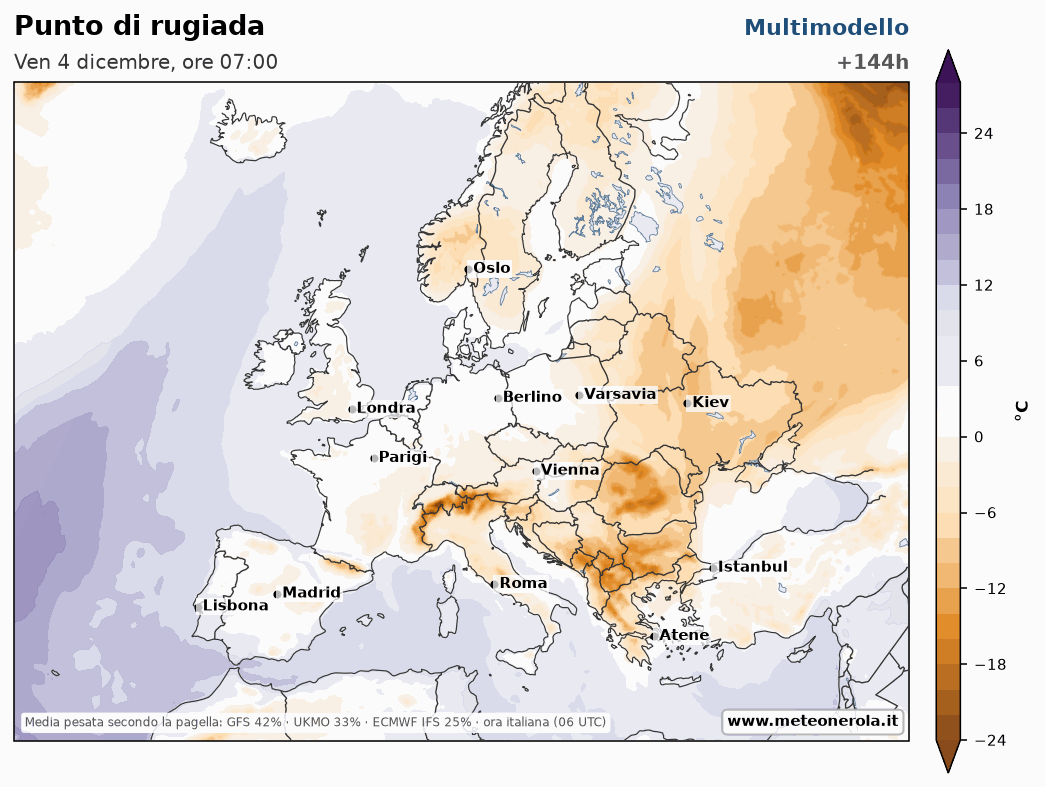 Punto di rugiada
Multimodello
Ven 4 dicembre, ore 07:00
+144h
Oslo
Londra
Berlino
Varsavia
Kiev
Parigi
Vienna
Istanbul
Roma
Madrid
Lisbona
Atene
Media pesata secondo la pagella: GFS 42% · UKMO 33% · ECMWF IFS 25% · ora italiana (06 UTC)
www.meteonerola.it
24
18
12
6
0
−6
−12
−18
−24
°C